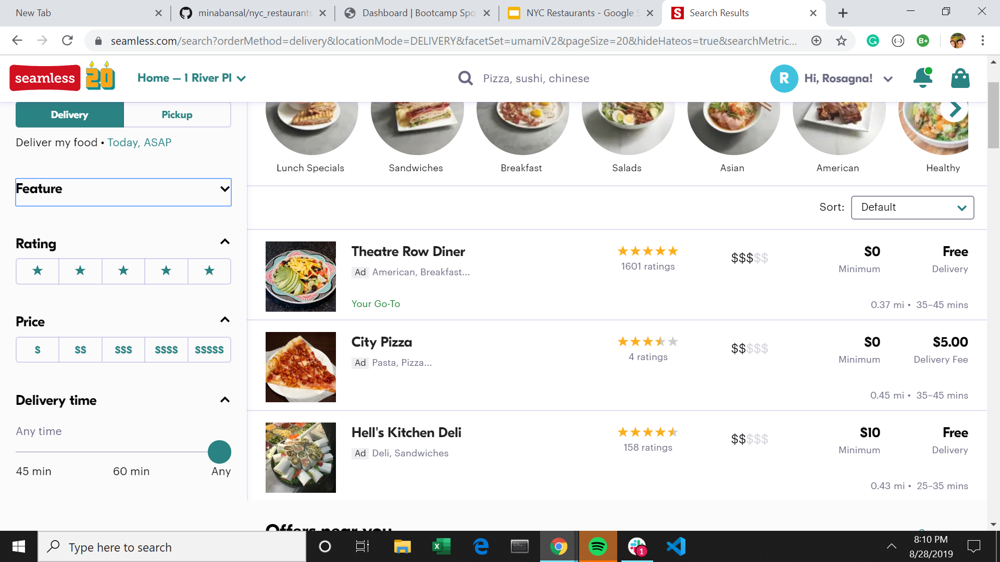 New Tab
minabansal/nyc_restaurants
Dashboard | Bootcamp Spo
NYC Restaurants - Google S
S
Search Results
seamless.com/search?orderMethod=delivery&locationMode=DELIVERY&facetSet=umamiV2&pageSize=20&hideHateos=true&searchMetric...
B+
seamless
20
Home – 1 River Pl
Pizza, sushi, chinese
R
Hi, Rosagna!
Delivery
Pickup
Deliver my food • Today, ASAP
Feature
Rating
Price
$
$$
$$$
$$$$
$$$$$
Delivery time
Any time
45 min
60 min
Any
Lunch Specials
Sandwiches
Breakfast
Salads
Asian
American
Healthy
Sort:
Default
Theatre Row Diner
Ad American, Breakfast...
Your Go-To
1601 ratings
$$$$$
$0
Minimum
Free
Delivery
0.37 mi • 35–45 mins
City Pizza
Ad Pasta, Pizza...
4 ratings
$$$$$
$0
Minimum
$5.00
Delivery Fee
0.45 mi • 35–45 mins
Hell's Kitchen Deli
Ad Deli, Sandwiches
158 ratings
$$$$$
$10
Minimum
Free
Delivery
0.43 mi • 25–35 mins
Offers near you
Type here to search
1
8:10 PM
8/28/2019